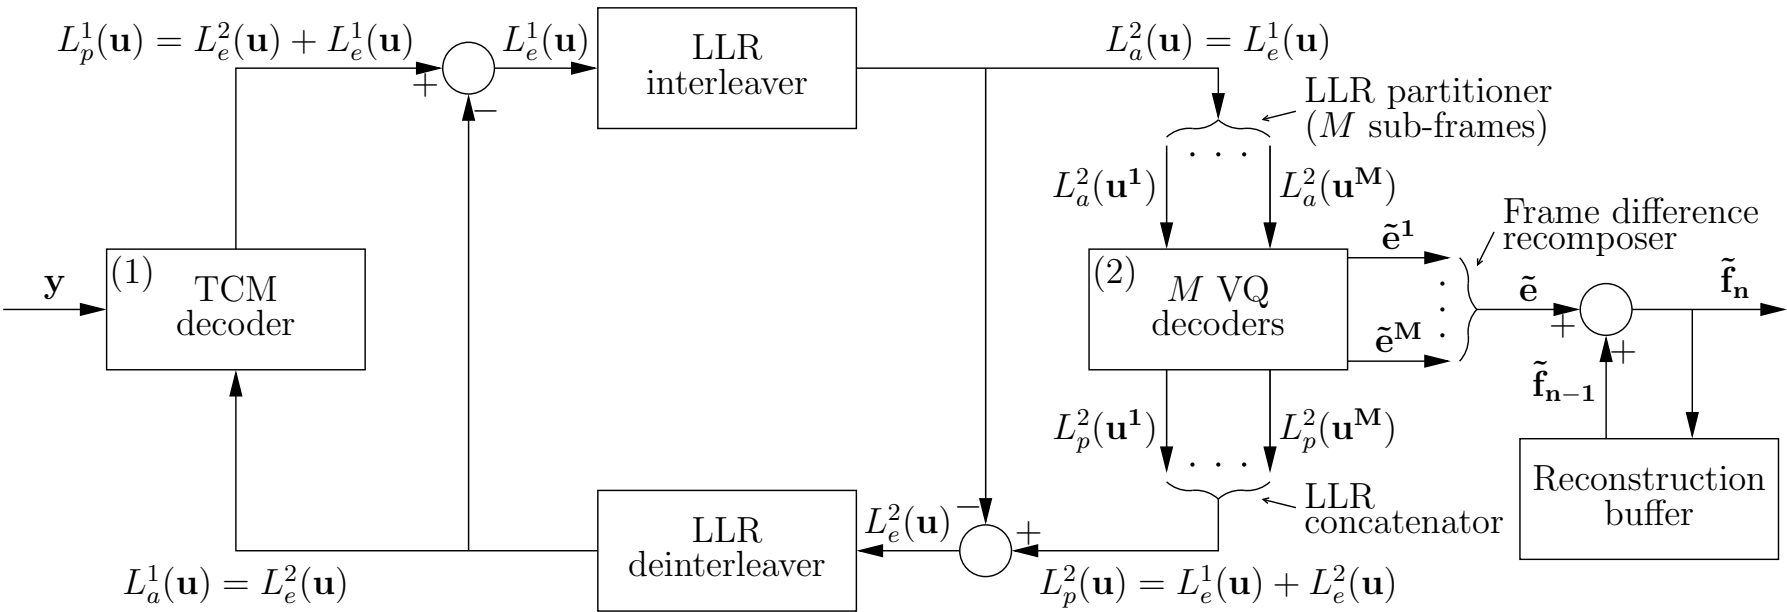 L_p^1(u) = L_e^2(u) + L_e^1(u)
+
−
L_e^1(u)
LLR
interleaver
L_a^2(u) = L_e^1(u)
LLR partitioner
(M sub-frames)
. . .
L_a^2(u^1)
L_a^2(u^M)
y
(1)
TCM
decoder
(2)
M VQ
decoders
ẽ^1
.
.
.
ẽ^M
Frame difference
recomposer
ẽ
+
+
f̃_n
f̃_{n−1}
Reconstruction
buffer
L_p^2(u^1)
L_p^2(u^M)
. . .
LLR
concatenator
−
+
L_e^2(u)
L_p^2(u) = L_e^1(u) + L_e^2(u)
LLR
deinterleaver
L_a^1(u) = L_e^2(u)